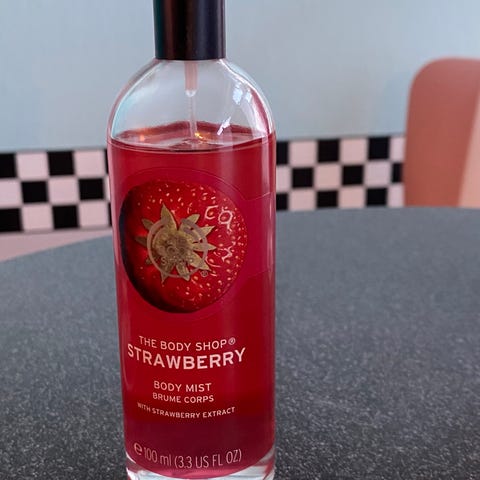 THE BODY SHOP®
STRAWBERRY
BODY MIST
BRUME CORPS
WITH STRAWBERRY EXTRACT
℮100 ml (3.3 US FL OZ)